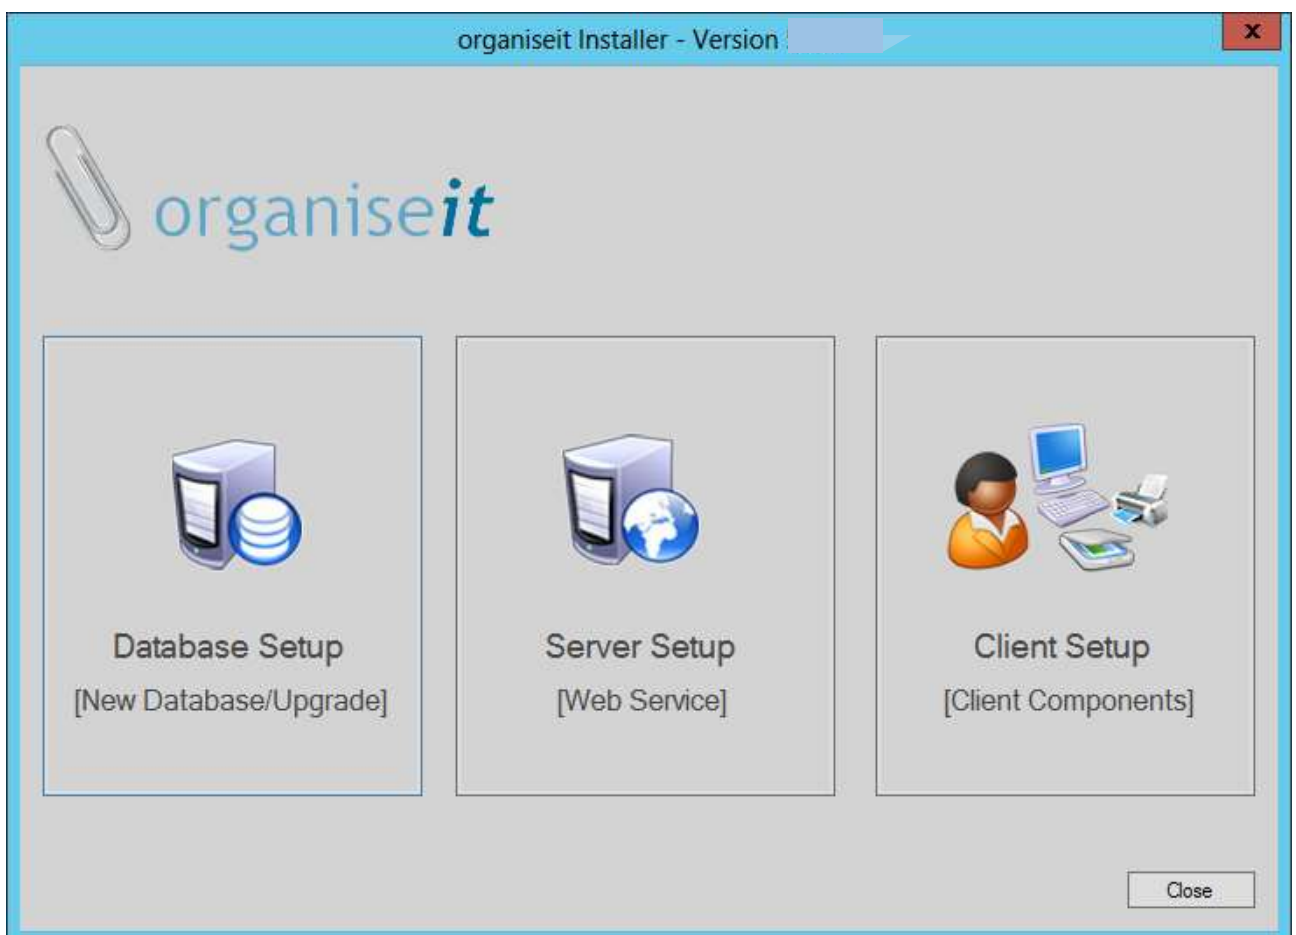 organiseit Installer - Version
x
organiseit
Database Setup
[New Database/Upgrade]
Server Setup
[Web Service]
Client Setup
[Client Components]
Close